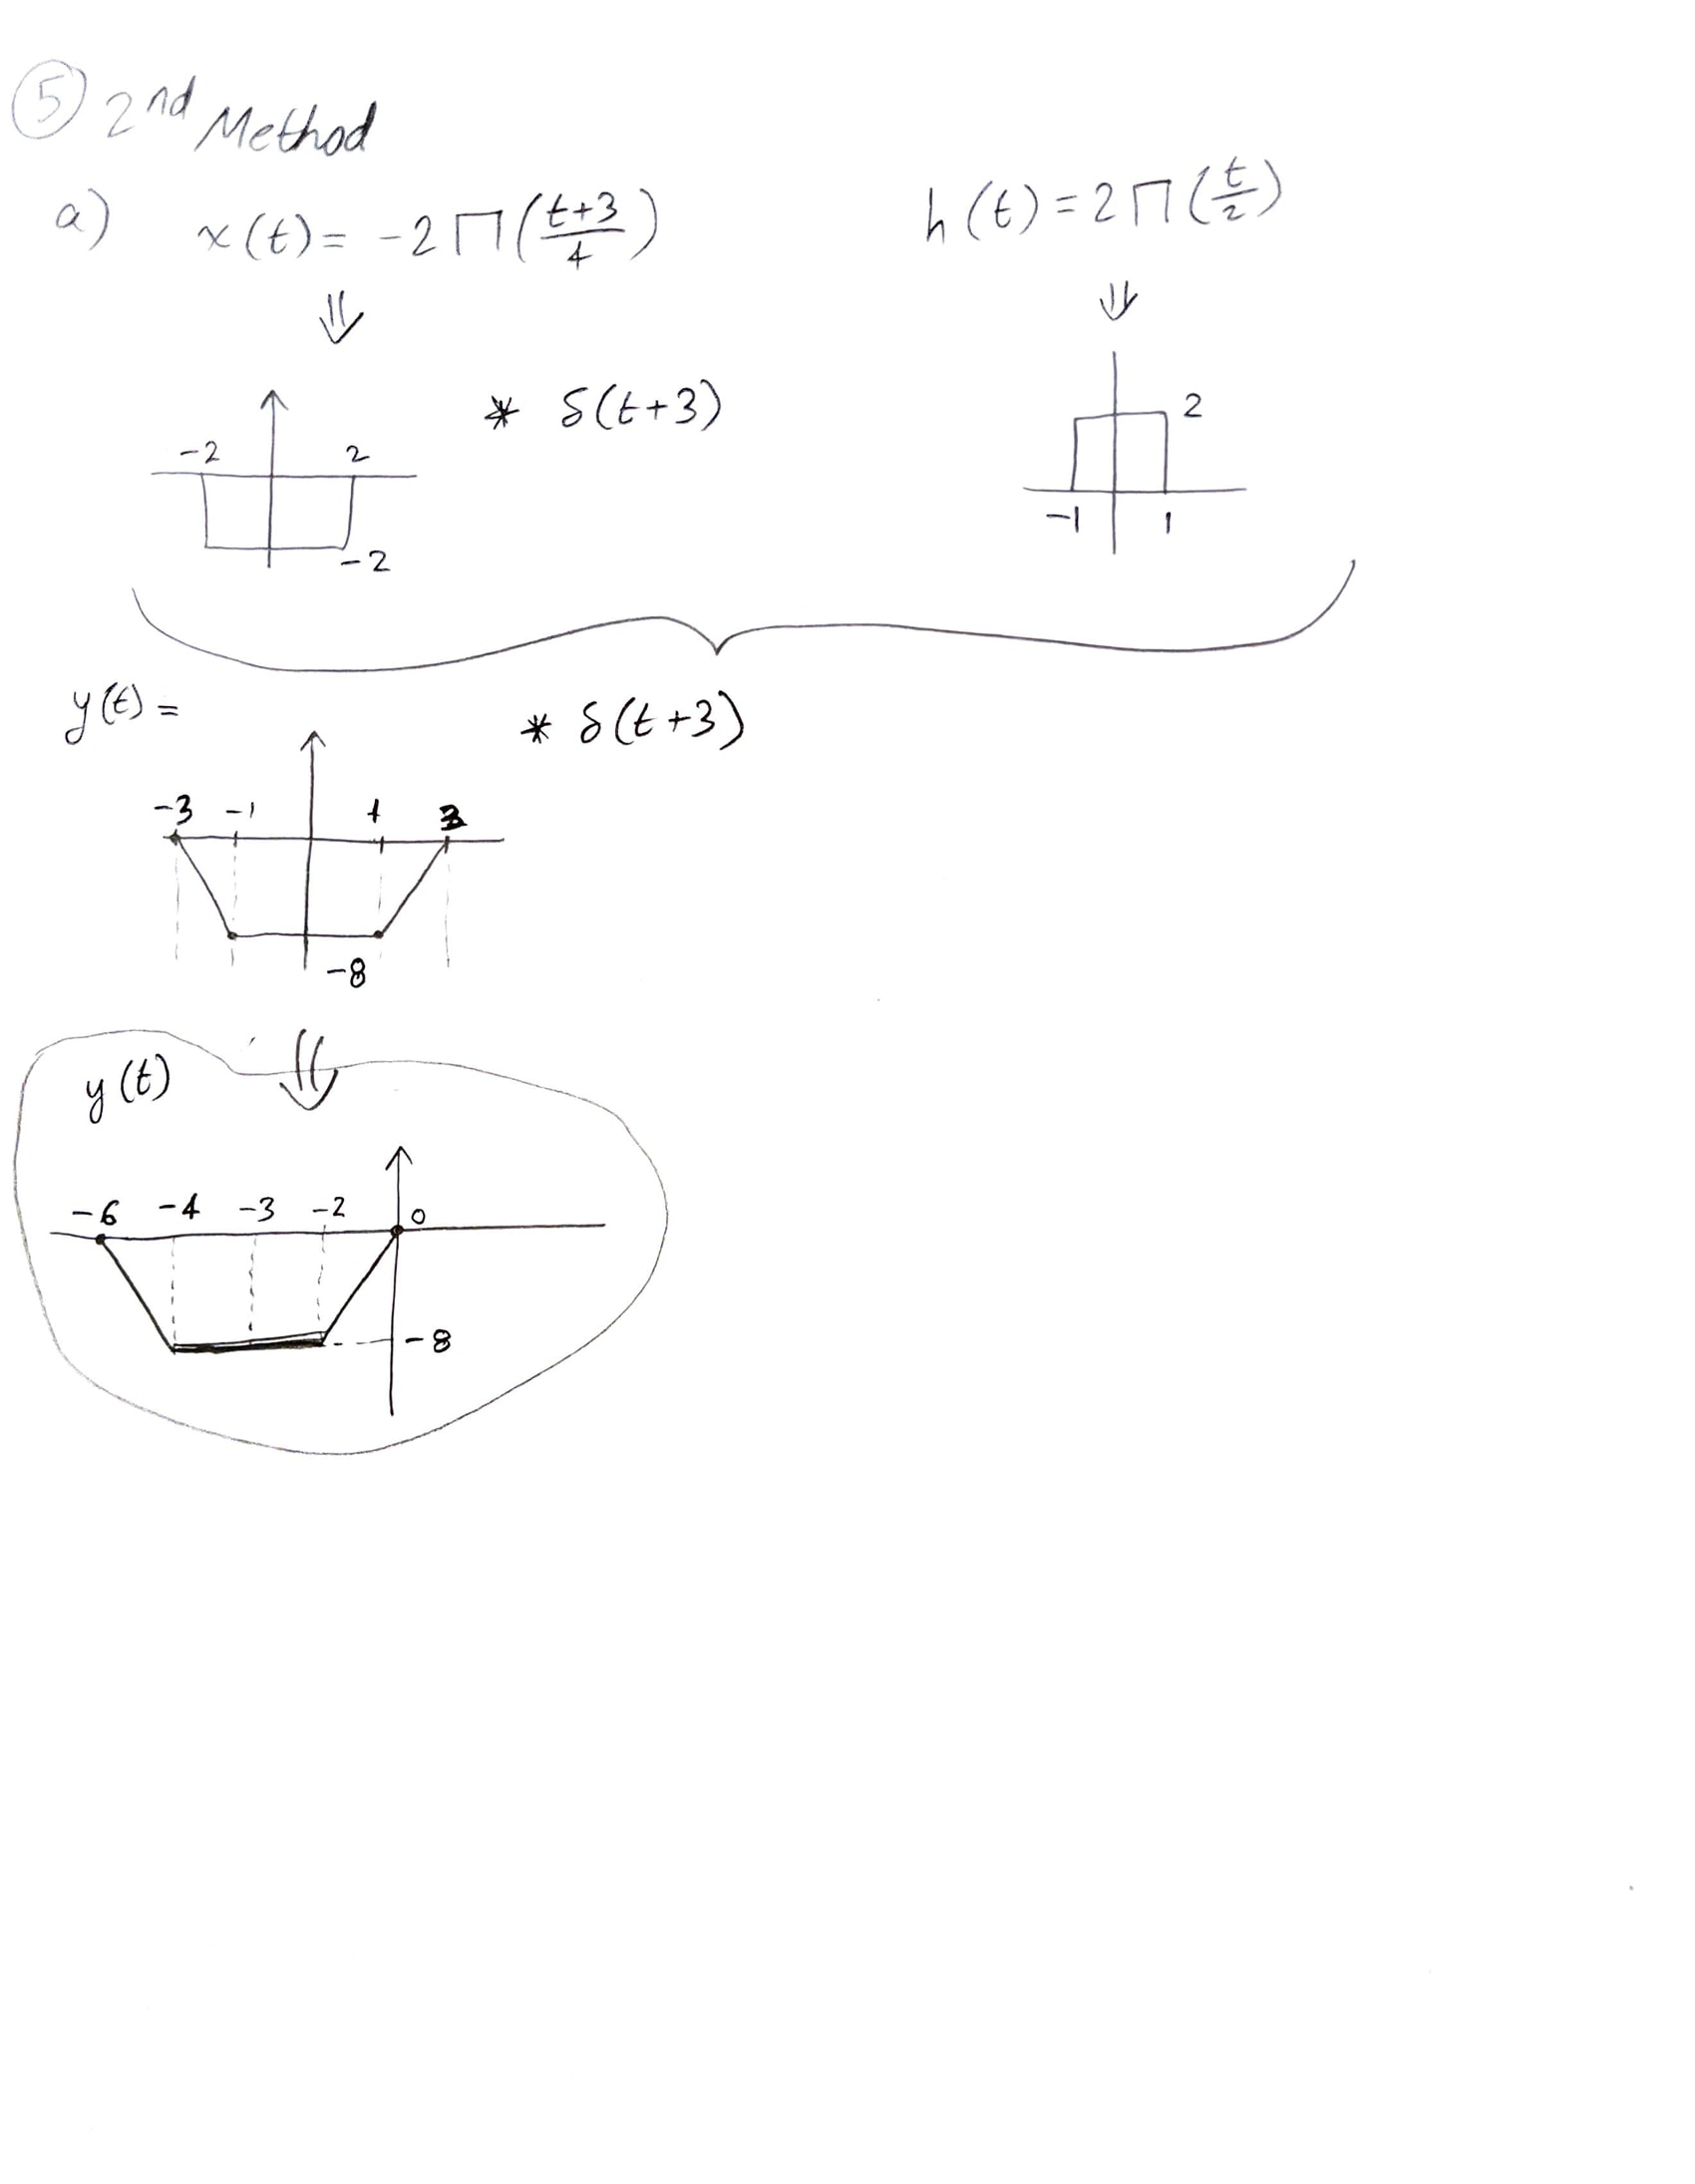 ⑤ 2nd Method
a) x(t) = -2Π(t+3/4) h(t) = 2Π(t/2)
⇓ ⇓
* δ(t+3)
-2 2
-2
2
-1 1
y(t) = * δ(t+3)
-3 -1 1 3
-8
⇓
y(t)
-6 -4 -3 -2 0
-8